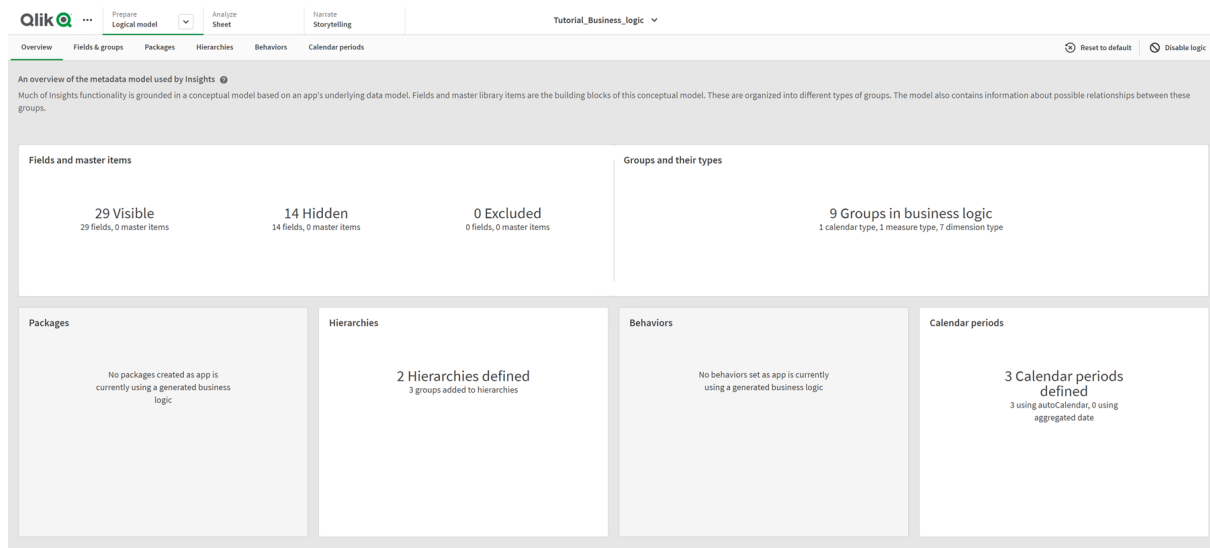 Qlik
Prepare
Logical model
Analyze
Sheet
Narrate
Storytelling
Tutorial_Business_logic
Overview
Fields & groups
Packages
Hierarchies
Behaviors
Calendar periods
Reset to default
Disable logic
An overview of the metadata model used by Insights
Much of Insights functionality is grounded in a conceptual model based on an app's underlying data model. Fields and master library items are the building blocks of this conceptual model. These are organized into different types of groups. The model also contains information about possible relationships between these
groups.
Fields and master items
29 Visible
29 fields, 0 master items
14 Hidden
14 fields, 0 master items
0 Excluded
0 fields, 0 master items
Groups and their types
9 Groups in business logic
1 calendar type, 1 measure type, 7 dimension type
Packages
No packages created as app is
currently using a generated business
logic
Hierarchies
2 Hierarchies defined
3 groups added to hierarchies
Behaviors
No behaviors set as app is currently
using a generated business logic
Calendar periods
3 Calendar periods
defined
3 using autoCalendar, 0 using
aggregated date